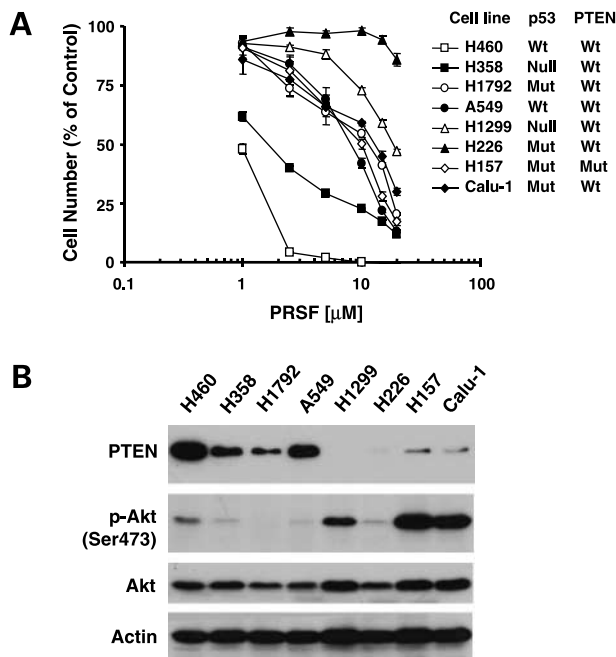 A
Cell line p53 PTEN
H460 Wt Wt
H358 Null Wt
H1792 Mut Wt
A549 Wt Wt
H1299 Null Wt
H226 Mut Wt
H157 Mut Mut
Calu-1 Mut Wt
Cell Number (% of Control)
100
75
50
25
0
0.1 1 10 100
PRSF [µM]
B
H460 H358 H1792 A549 H1299 H226 H157 Calu-1
PTEN
p-Akt
(Ser473)
Akt
Actin